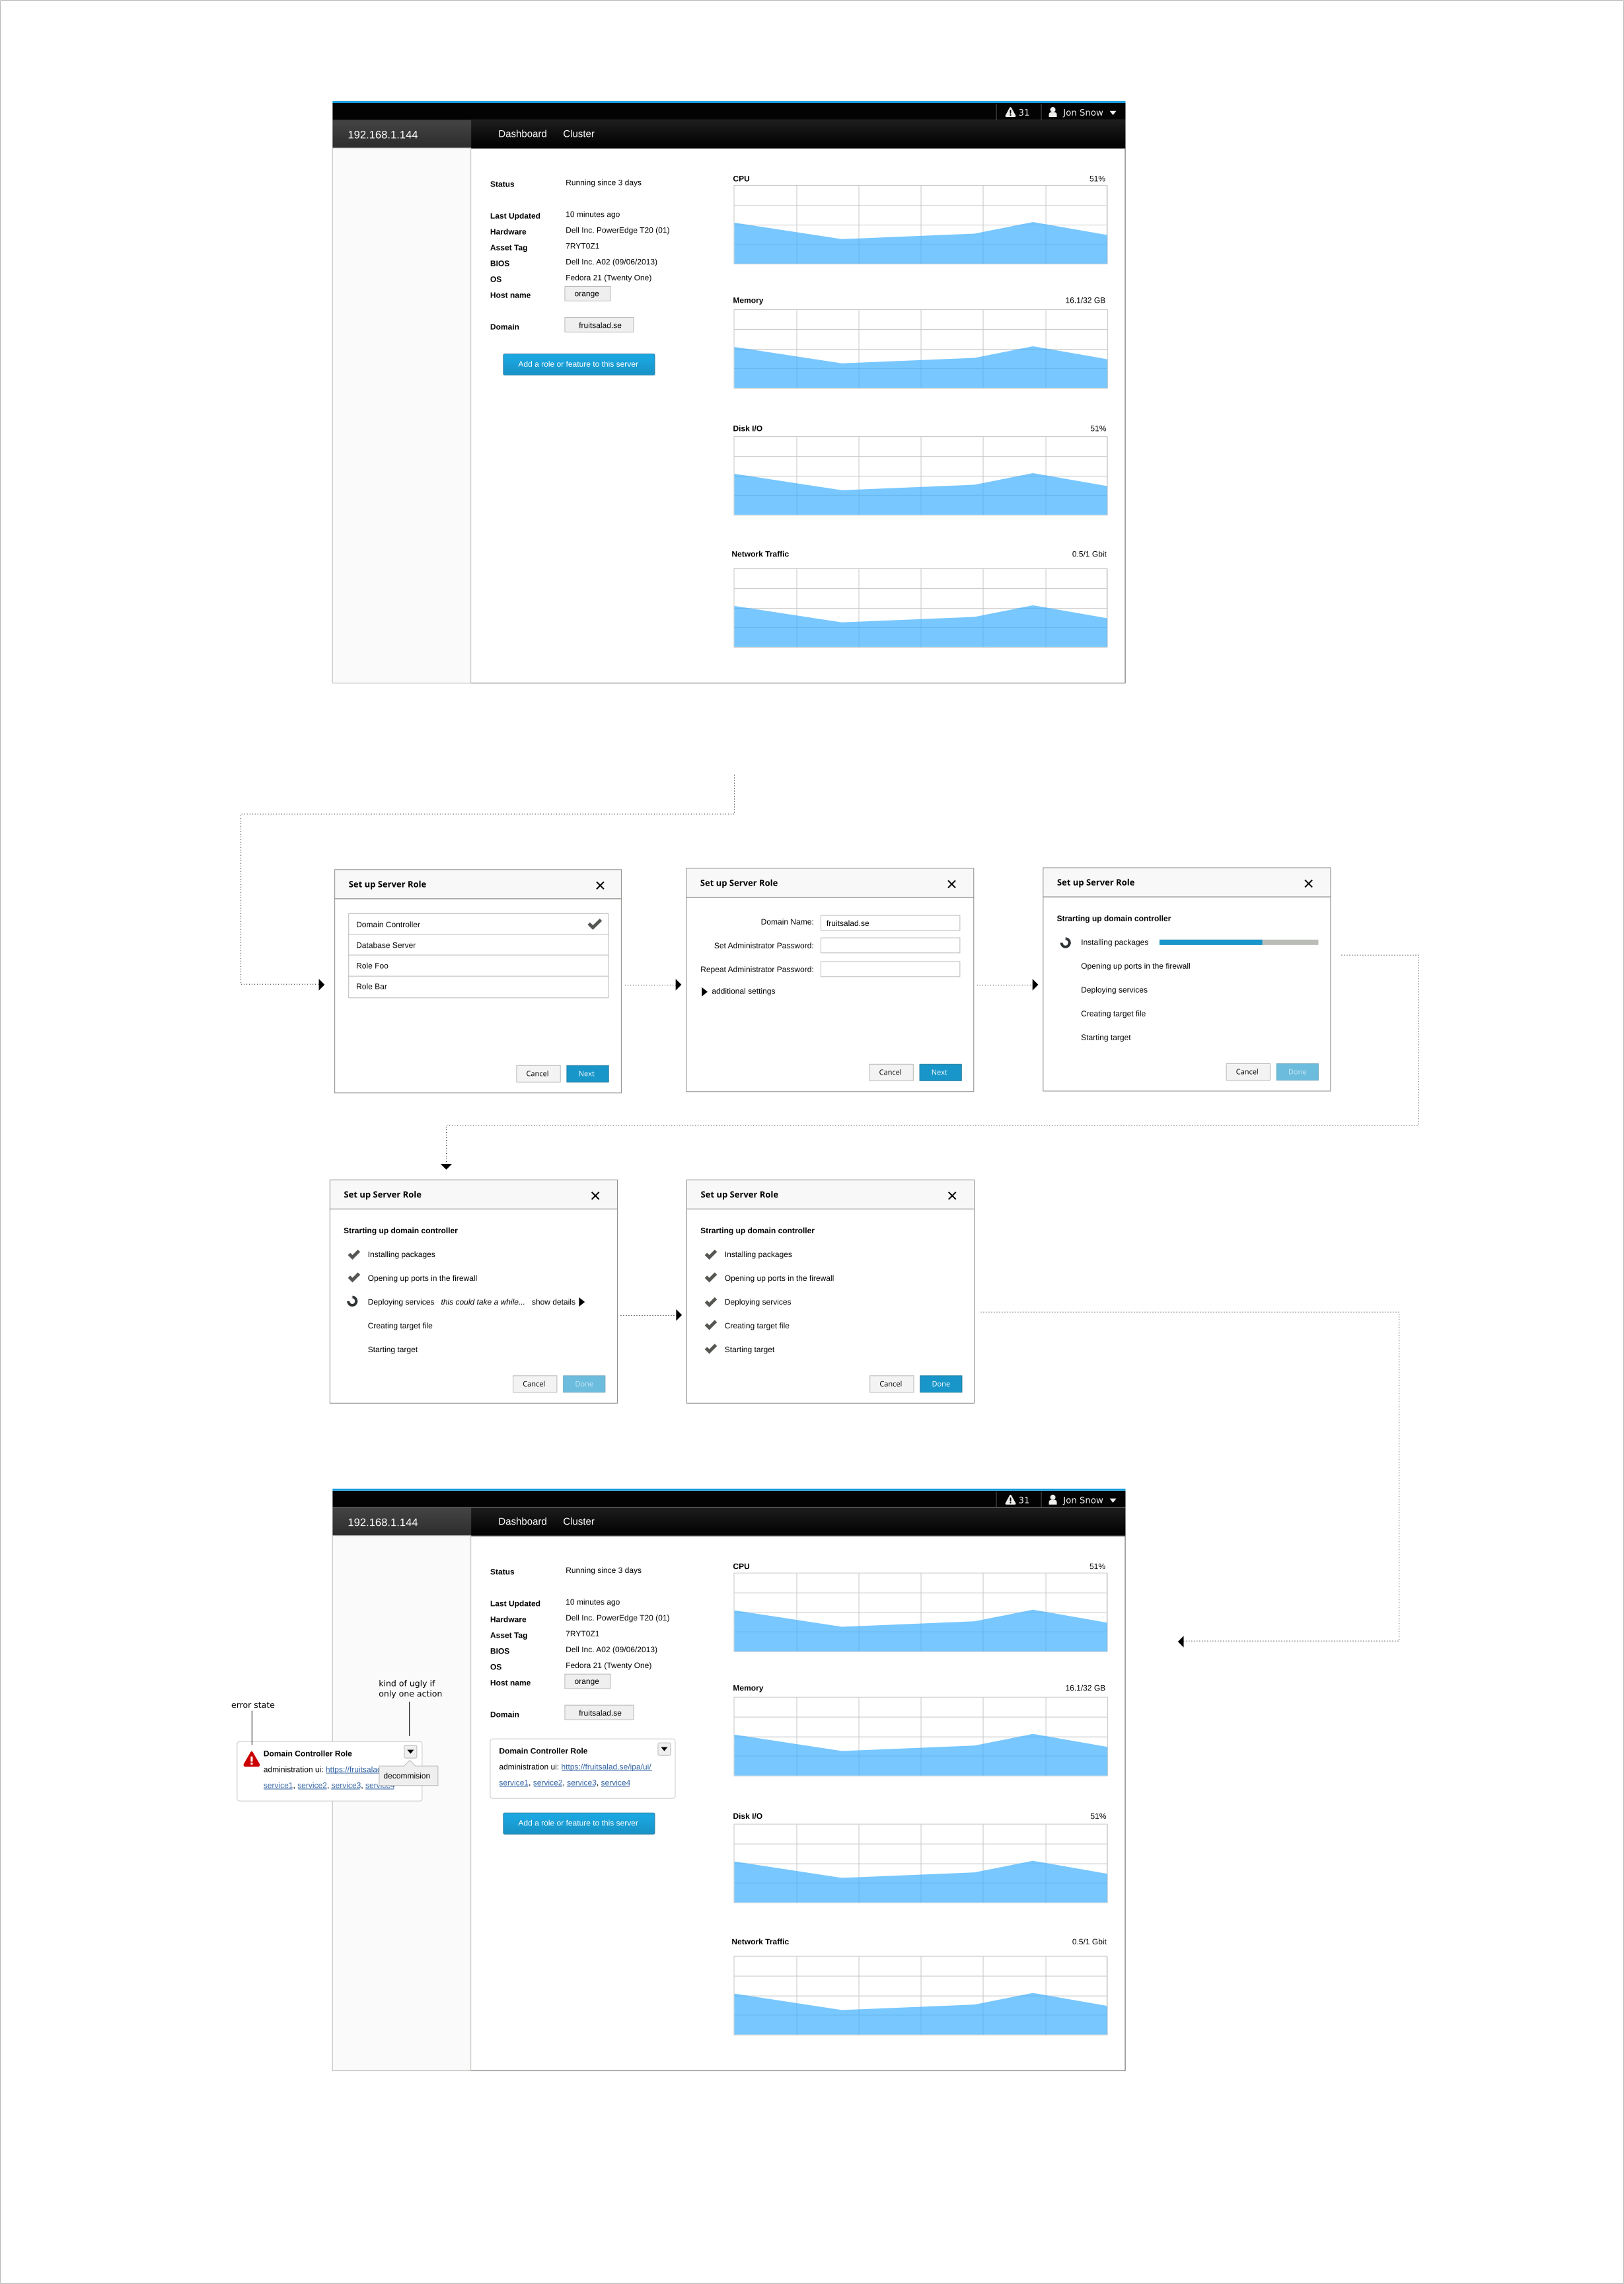 31 Jon Snow
192.168.1.144 Dashboard Cluster
Status Running since 3 days
Last Updated 10 minutes ago
Hardware Dell Inc. PowerEdge T20 (01)
Asset Tag 7RYT0Z1
BIOS Dell Inc. A02 (09/06/2013)
OS Fedora 21 (Twenty One)
Host name orange
Domain fruitsalad.se
Add a role or feature to this server
CPU 51%
Memory 16.1/32 GB
Disk I/O 51%
Network Traffic 0.5/1 Gbit
Set up Server Role
Domain Controller
Database Server
Role Foo
Role Bar
Cancel Next
Set up Server Role
Domain Name: fruitsalad.se
Set Administrator Password:
Repeat Administrator Password:
additional settings
Cancel Next
Set up Server Role
Strarting up domain controller
Installing packages
Opening up ports in the firewall
Deploying services
Creating target file
Starting target
Cancel Done
Set up Server Role
Strarting up domain controller
Installing packages
Opening up ports in the firewall
Deploying services this could take a while... show details
Creating target file
Starting target
Cancel Done
Set up Server Role
Strarting up domain controller
Installing packages
Opening up ports in the firewall
Deploying services
Creating target file
Starting target
Cancel Done
31 Jon Snow
192.168.1.144 Dashboard Cluster
Status Running since 3 days
Last Updated 10 minutes ago
Hardware Dell Inc. PowerEdge T20 (01)
Asset Tag 7RYT0Z1
BIOS Dell Inc. A02 (09/06/2013)
OS Fedora 21 (Twenty One)
Host name orange
Domain fruitsalad.se
Domain Controller Role
administration ui: https://fruitsalad.se/ipa/ui/
service1, service2, service3, service4
Add a role or feature to this server
CPU 51%
Memory 16.1/32 GB
Disk I/O 51%
Network Traffic 0.5/1 Gbit
kind of ugly if
only one action
error state
Domain Controller Role
administration ui: https://fruitsalad
decommision
service1, service2, service3, service4